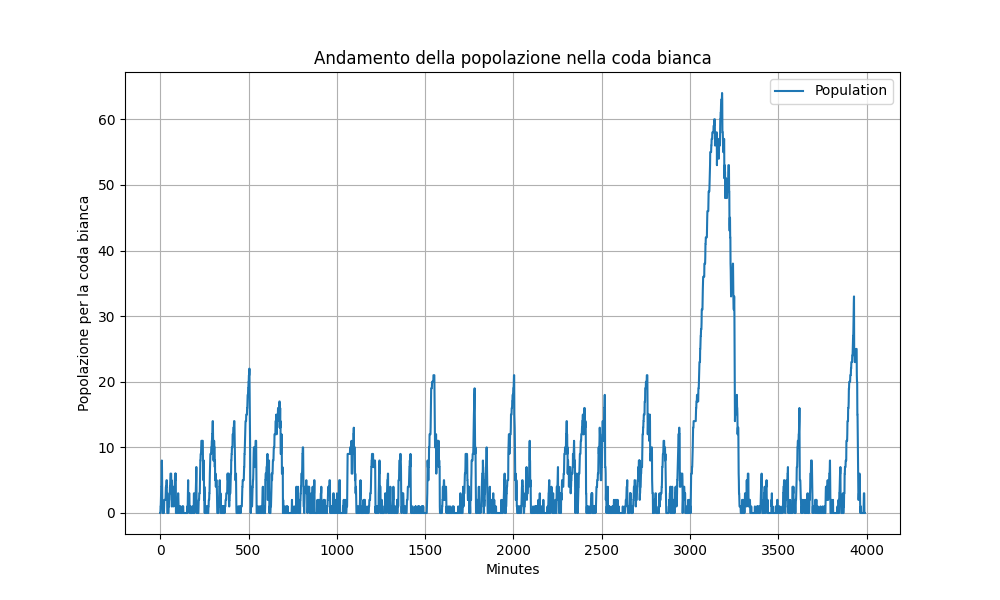 Andamento della popolazione nella coda bianca
Population
Popolazione per la coda bianca
60
50
40
30
20
10
0
0 500 1000 1500 2000 2500 3000 3500 4000
Minutes